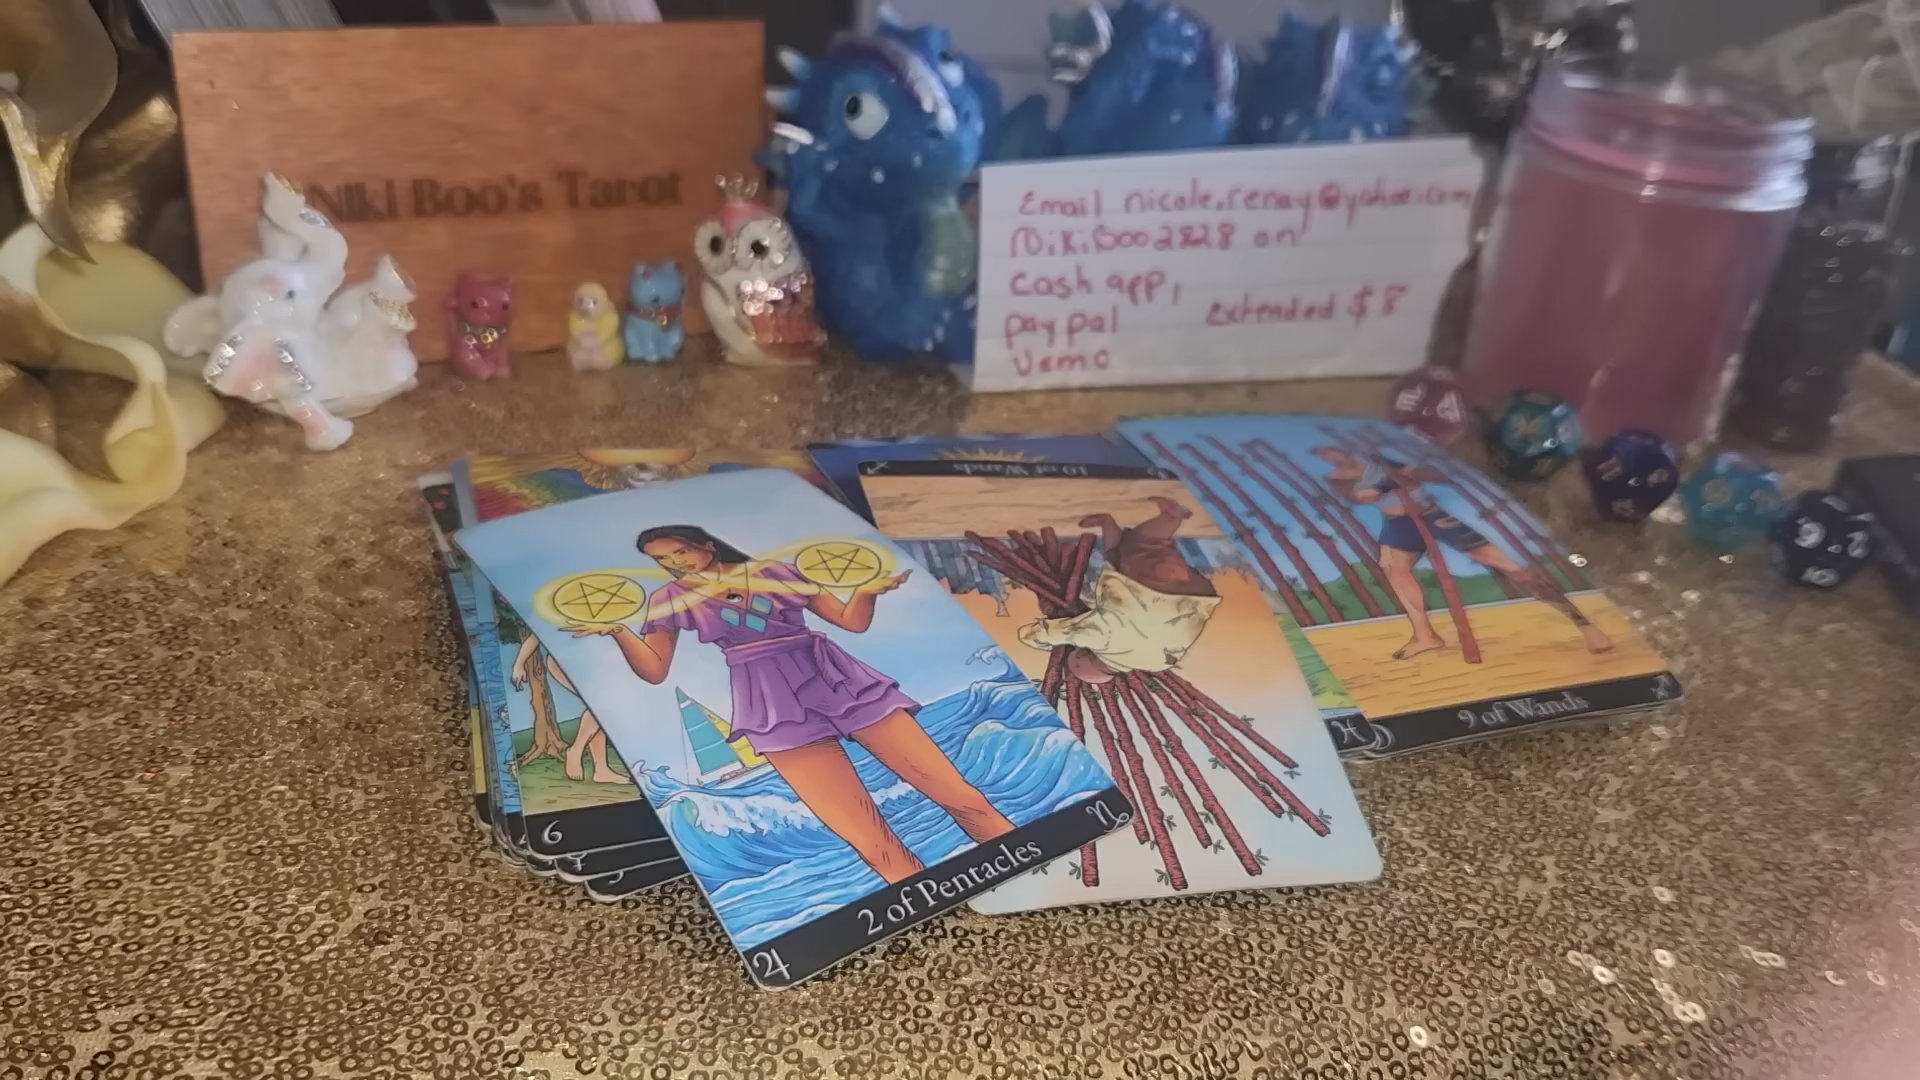 Niki Boo's Tarot
Email nicole.renay@yahoo.com
NikiBoo2828 on
Cash app,
paypal
Vemo
extended $8
10 of Wands
9 of Wands
2 of Pentacles
6
7